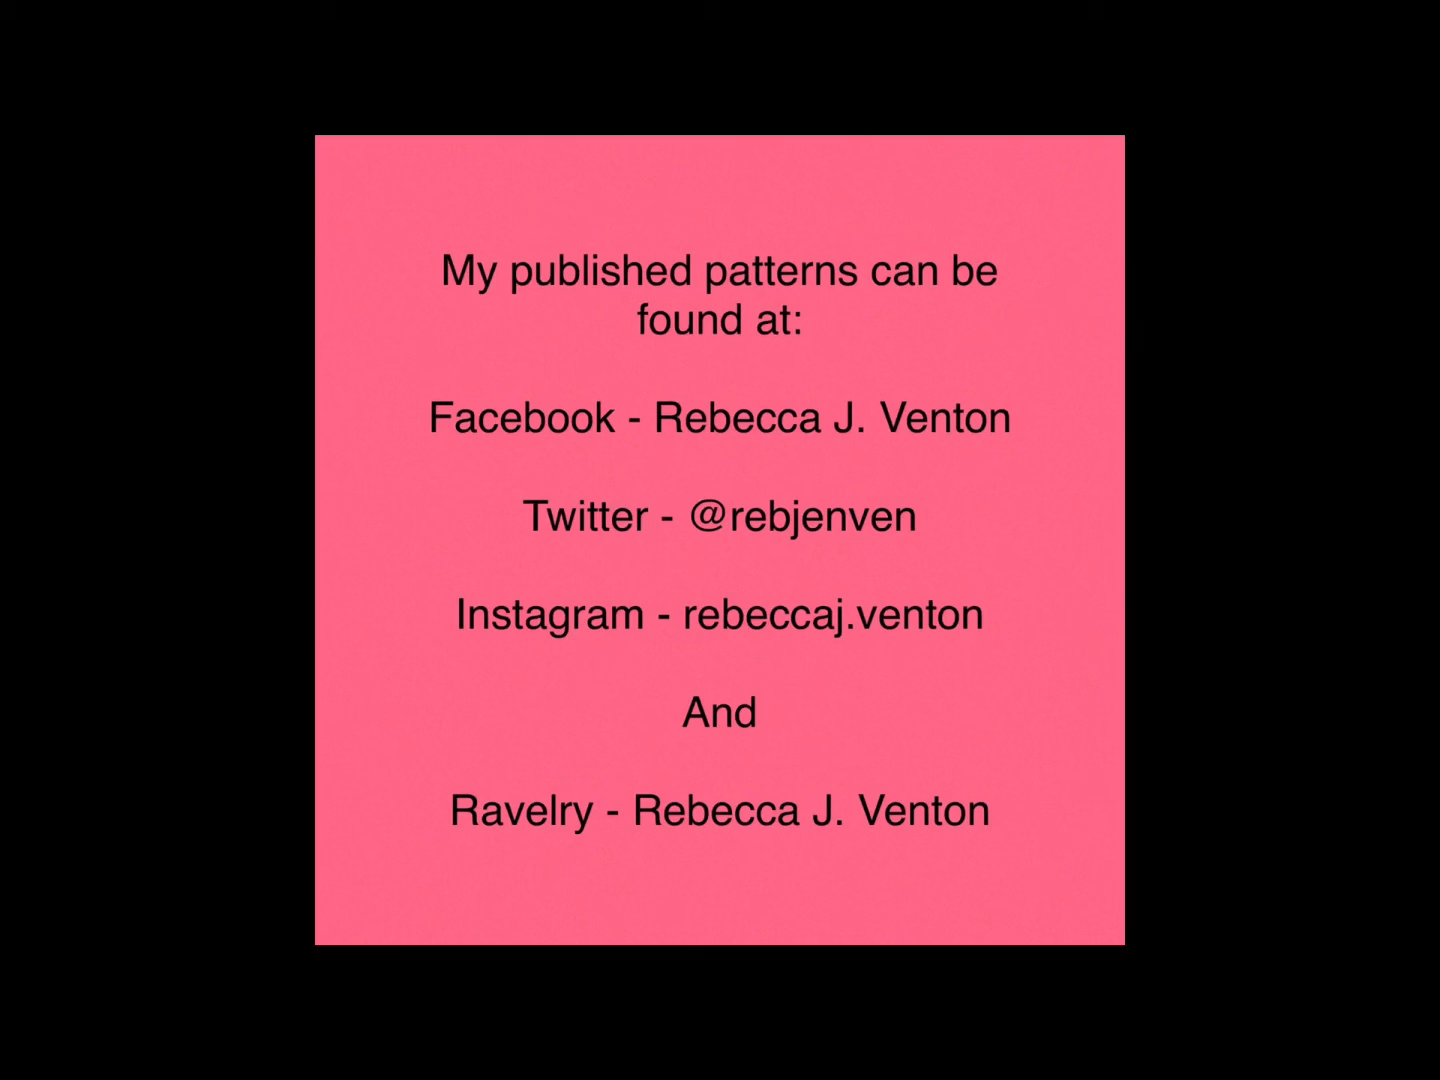 My published patterns can be
found at:
Facebook - Rebecca J. Venton
Twitter - @rebjenven
Instagram - rebeccaj.venton
And
Ravelry - Rebecca J. Venton